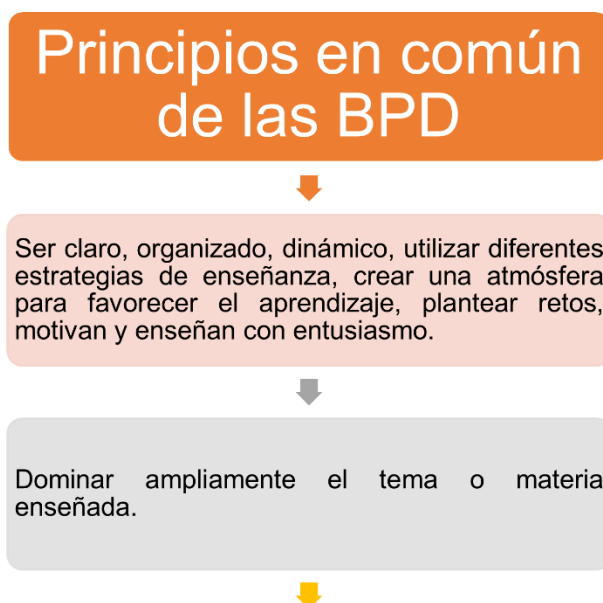 Principios en común
de las BPD
Ser claro, organizado, dinámico, utilizar diferentes
estrategias de enseñanza, crear una atmósfera
para favorecer el aprendizaje, plantear retos,
motivan y enseñan con entusiasmo.
Dominar ampliamente el tema o materia
enseñada.